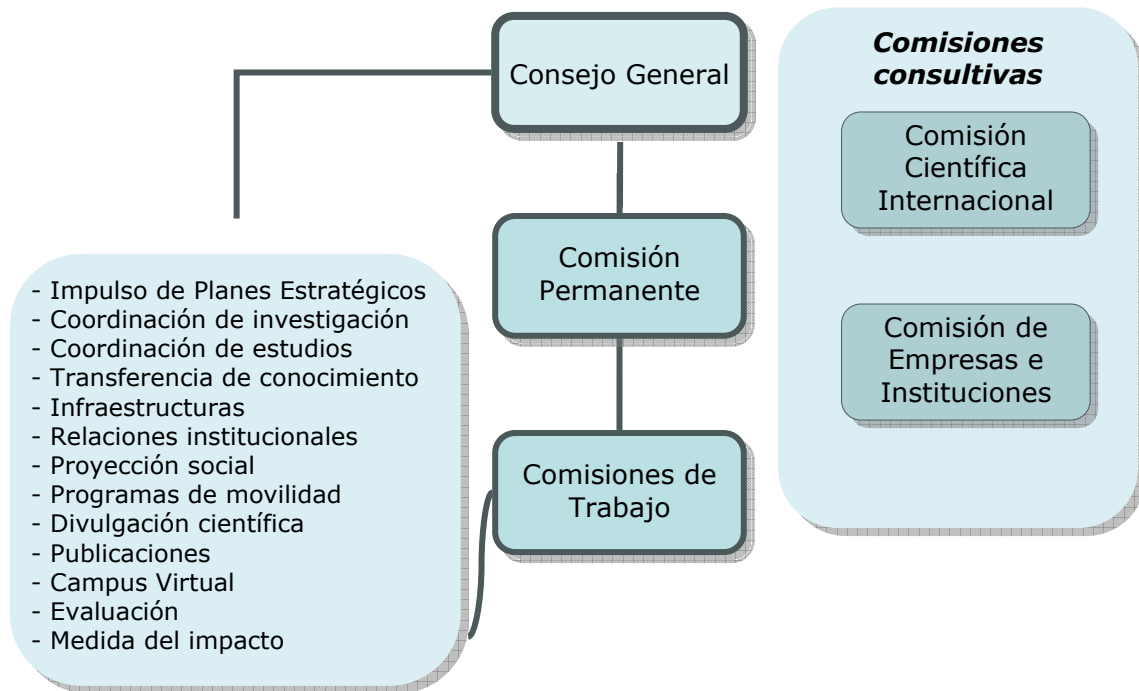 Consejo General
Comisión
Permanente
Comisiones de
Trabajo
- Impulso de Planes Estratégicos
- Coordinación de investigación
- Coordinación de estudios
- Transferencia de conocimiento
- Infraestructuras
- Relaciones institucionales
- Proyección social
- Programas de movilidad
- Divulgación científica
- Publicaciones
- Campus Virtual
- Evaluación
- Medida del impacto
Comisiones
consultivas
Comisión
Científica
Internacional
Comisión de
Empresas e
Instituciones